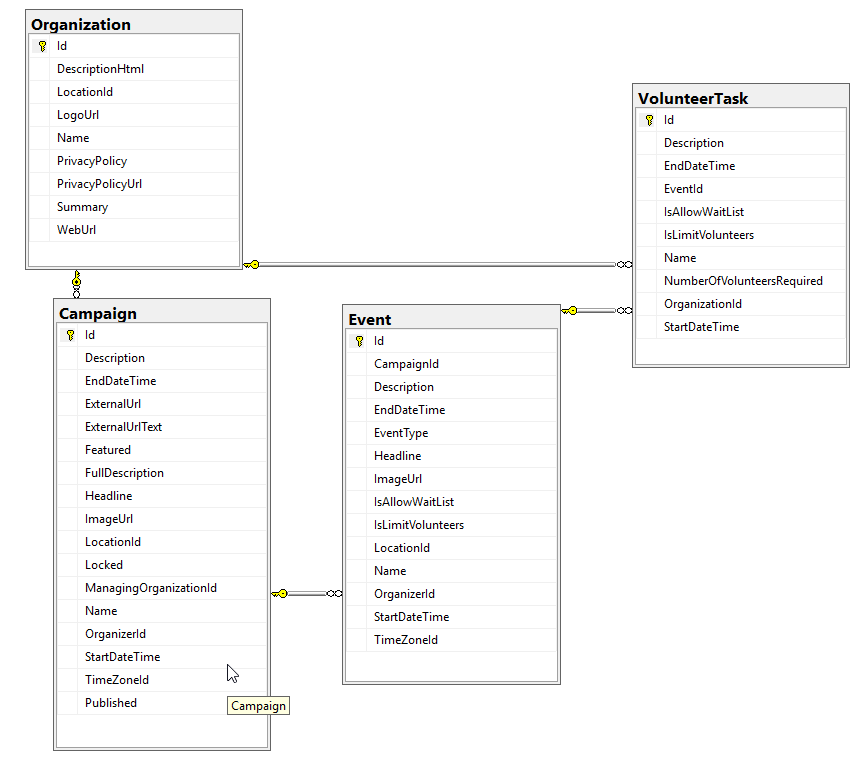 Organization
Id
DescriptionHtml
LocationId
LogoUrl
Name
PrivacyPolicy
PrivacyPolicyUrl
Summary
WebUrl
VolunteerTask
Id
Description
EndDateTime
EventId
IsAllowWaitList
IsLimitVolunteers
Name
NumberOfVolunteersRequired
OrganizationId
StartDateTime
Campaign
Id
Description
EndDateTime
ExternalUrl
ExternalUrlText
Featured
FullDescription
Headline
ImageUrl
LocationId
Locked
ManagingOrganizationId
Name
OrganizerId
StartDateTime
TimeZoneId
Published
Campaign
Event
Id
CampaignId
Description
EndDateTime
EventType
Headline
ImageUrl
IsAllowWaitList
IsLimitVolunteers
LocationId
Name
OrganizerId
StartDateTime
TimeZoneId